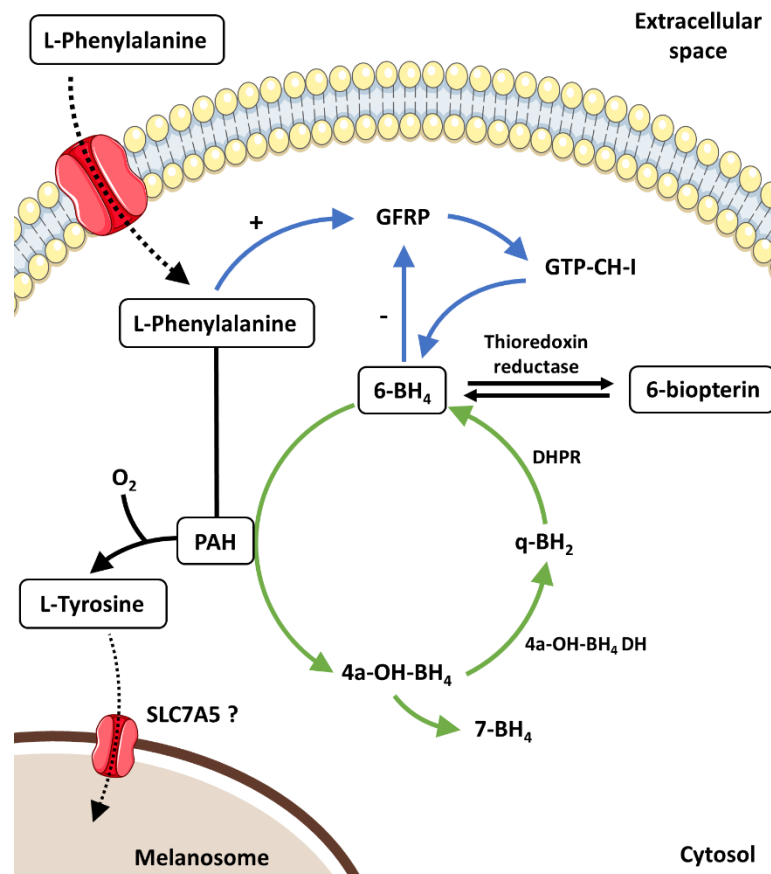 L-Phenylalanine
Extracellular
space
+
GFRP
GTP-CH-I
L-Phenylalanine
-
Thioredoxin
reductase
6-BH₄
6-biopterin
DHPR
O₂
PAH
q-BH₂
L-Tyrosine
4a-OH-BH₄ DH
4a-OH-BH₄
SLC7A5 ?
7-BH₄
Melanosome
Cytosol